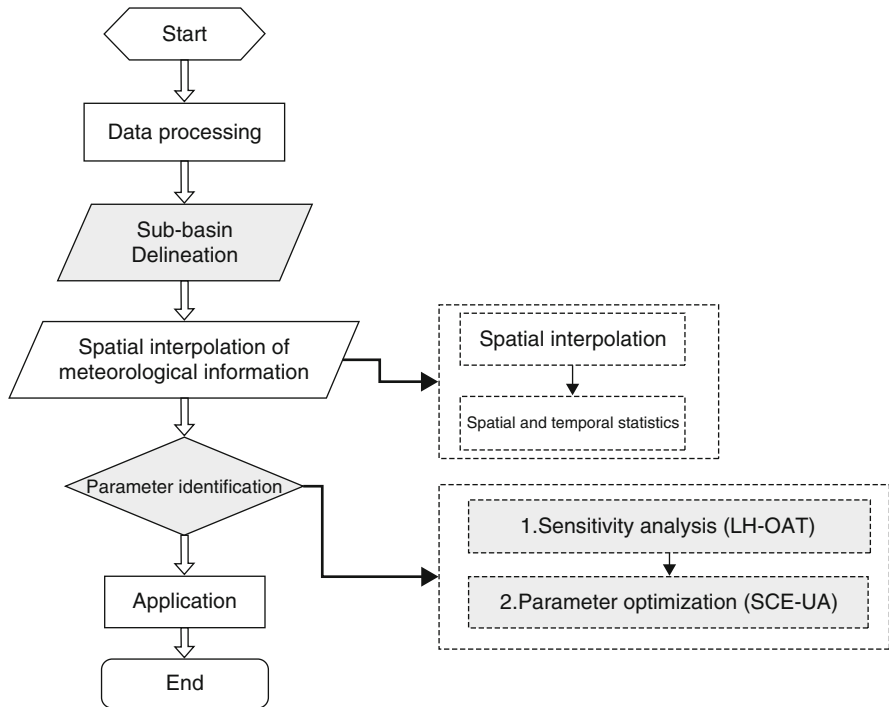 Start
Data processing
Sub-basin
Delineation
Spatial interpolation of
meteorological information
Spatial interpolation
Spatial and temporal statistics
Parameter identification
1.Sensitivity analysis (LH-OAT)
2.Parameter optimization (SCE-UA)
Application
End